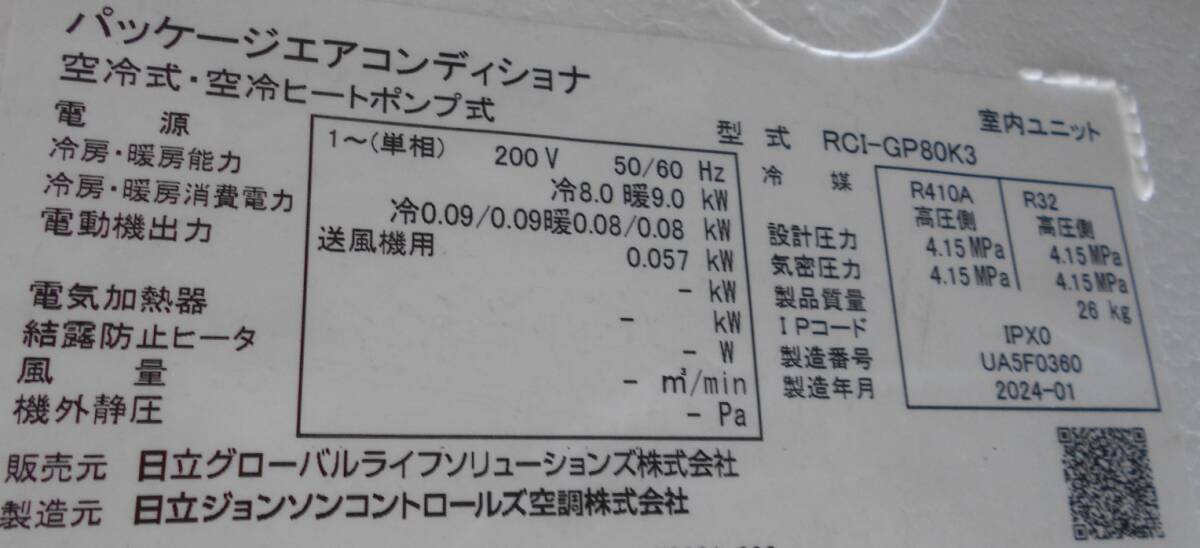 パッケージエアコンディショナ
空冷式・空冷ヒートポンプ式
室内ユニット
型 式 RCI-GP80K3
電 源 1~(単相) 200V 50/60 Hz
冷房・暖房能力 冷8.0 暖9.0 kW
冷房・暖房消費電力 冷0.09/0.09暖0.08/0.08 kW
電動機出力 送風機用 0.057 kW
- kW
電気加熱器 - kW
結露防止ヒータ - W
風 量 - m³/min
機外静圧 - Pa
冷 媒 R410A R32
高圧側 高圧側
設計圧力 4.15 MPa 4.15 MPa
気密圧力 4.15 MPa 4.15 MPa
製品質量 26 kg
IPコード IPX0
製造番号 UA5F0360
製造年月 2024-01
販売元 日立グローバルライフソリューションズ株式会社
製造元 日立ジョンソンコントロールズ空調株式会社